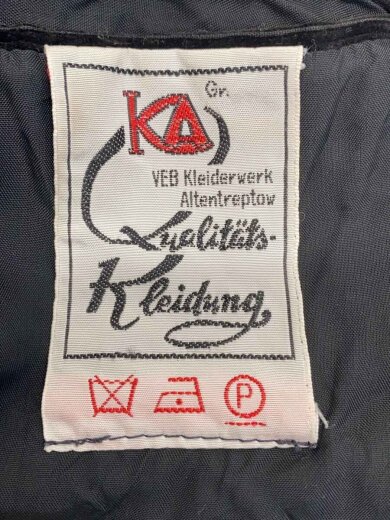 KA
Gr.
VEB Kleiderwerk
Altentreptow
Qualitäts-
Kleidung
P